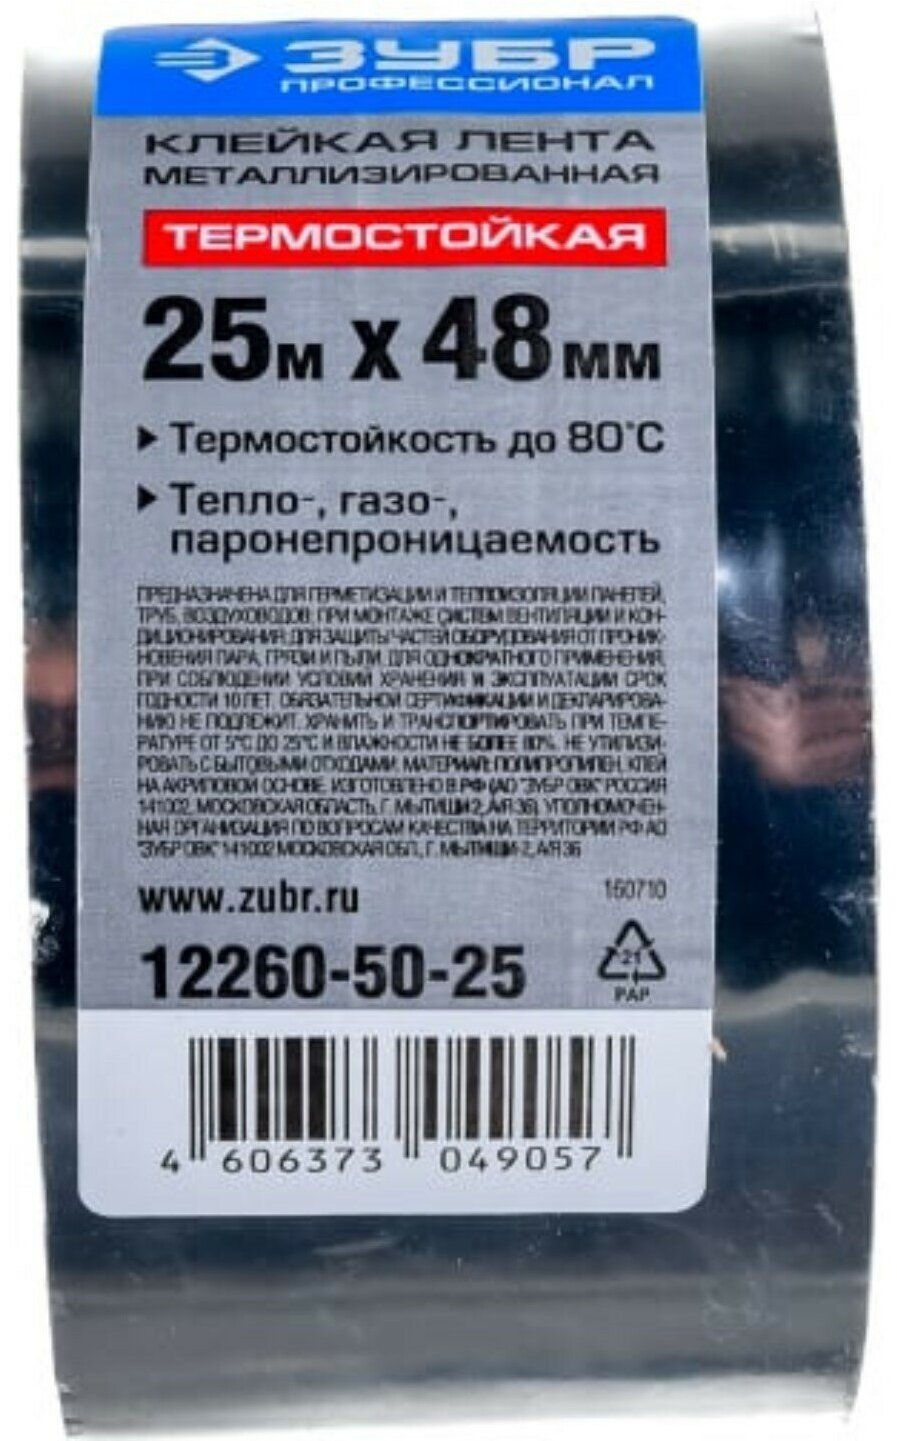 ЗУБР
ПРОФЕССИОНАЛ
КЛЕЙКАЯ ЛЕНТА
МЕТАЛЛИЗИРОВАННАЯ
ТЕРМОСТОЙКАЯ
25м х 48мм
Термостойкость до 80°С
Тепло-, газо-,
паронепроницаемость
ПРЕДНАЗНАЧЕНА ДЛЯ ГЕРМЕТИЗАЦИИ И ТЕПЛОИЗОЛЯЦИИ ПАНЕЛЕЙ,
ТРУБ, ВОЗДУХОВОДОВ; ПРИ МОНТАЖЕ СИСТЕМ ВЕНТИЛЯЦИИ И КОН-
ДИЦИОНИРОВАНИЯ; ДЛЯ ЗАЩИТЫ ЧАСТЕЙ ОБОРУДОВАНИЯ ОТ ПРОНИК-
НОВЕНИЯ ПАРА, ГРЯЗИ И ПЫЛИ. ДЛЯ ОДНОКРАТНОГО ПРИМЕНЕНИЯ.
ПРИ СОБЛЮДЕНИИ УСЛОВИЙ ХРАНЕНИЯ И ЭКСПЛУАТАЦИИ СРОК
ГОДНОСТИ 10 ЛЕТ. ОБЯЗАТЕЛЬНОЙ СЕРТИФИКАЦИИ И ДЕКЛАРИРОВА-
НИЮ НЕ ПОДЛЕЖИТ. ХРАНИТЬ И ТРАНСПОРТИРОВАТЬ ПРИ ТЕМПЕ-
РАТУРЕ ОТ 5°С ДО 25°С И ВЛАЖНОСТИ НЕ БОЛЕЕ 80%. НЕ УТИЛИЗИ-
РОВАТЬ С БЫТОВЫМИ ОТХОДАМИ. МАТЕРИАЛ: ПОЛИПРОПИЛЕН, КЛЕЙ
НА АКРИЛОВОЙ ОСНОВЕ. ИЗГОТОВЛЕНО В РФ (АО "ЗУБР ОВК" РОССИЯ
141002, МОСКОВСКАЯ ОБЛАСТЬ, Г. МЫТИЩИ-2, А/Я 36). УПОЛНОМОЧЕН-
НАЯ ОРГАНИЗАЦИЯ ПО ВОПРОСАМ КАЧЕСТВА НА ТЕРРИТОРИИ РФ АО
"ЗУБР ОВК" 141002 МОСКОВСКАЯ ОБЛ., Г. МЫТИЩИ-2, А/Я 36
www.zubr.ru 160710
12260-50-25
21
PAP
4 606373 049057